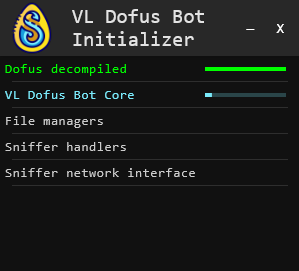 VL Dofus Bot
Initializer
– X
Dofus decompiled
VL Dofus Bot Core
File managers
Sniffer handlers
Sniffer network interface